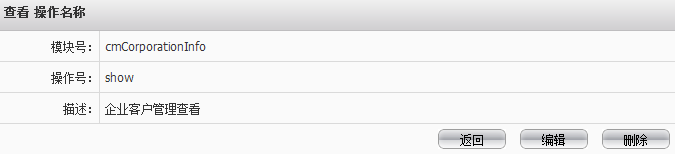 查看 操作名称
模块号: cmCorporationInfo
操作号: show
描述: 企业客户管理查看
返回 编辑 删除